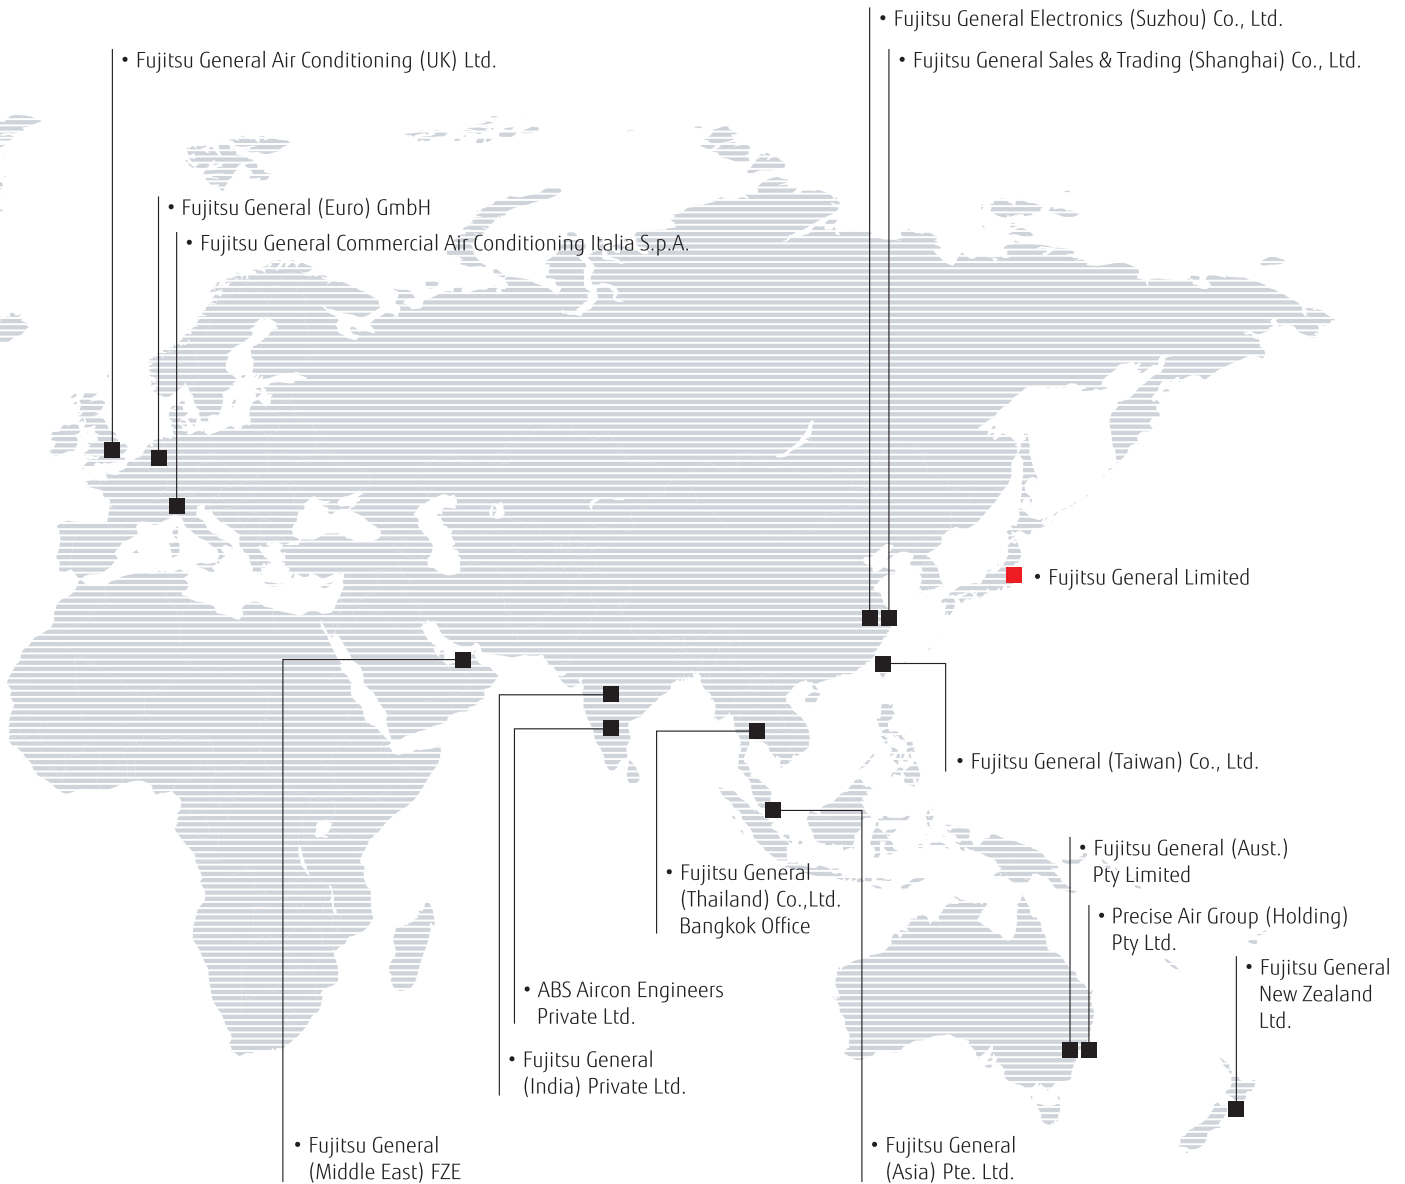 • Fujitsu General Electronics (Suzhou) Co., Ltd.
• Fujitsu General Air Conditioning (UK) Ltd.
• Fujitsu General Sales & Trading (Shanghai) Co., Ltd.
• Fujitsu General (Euro) GmbH
• Fujitsu General Commercial Air Conditioning Italia S.p.A.
• Fujitsu General Limited
• Fujitsu General (Taiwan) Co., Ltd.
• Fujitsu General (Aust.)
Pty Limited
• Fujitsu General
(Thailand) Co.,Ltd.
Bangkok Office
• Precise Air Group (Holding)
Pty Ltd.
• Fujitsu General
New Zealand
Ltd.
• ABS Aircon Engineers
Private Ltd.
• Fujitsu General
(India) Private Ltd.
• Fujitsu General
(Middle East) FZE
• Fujitsu General
(Asia) Pte. Ltd.